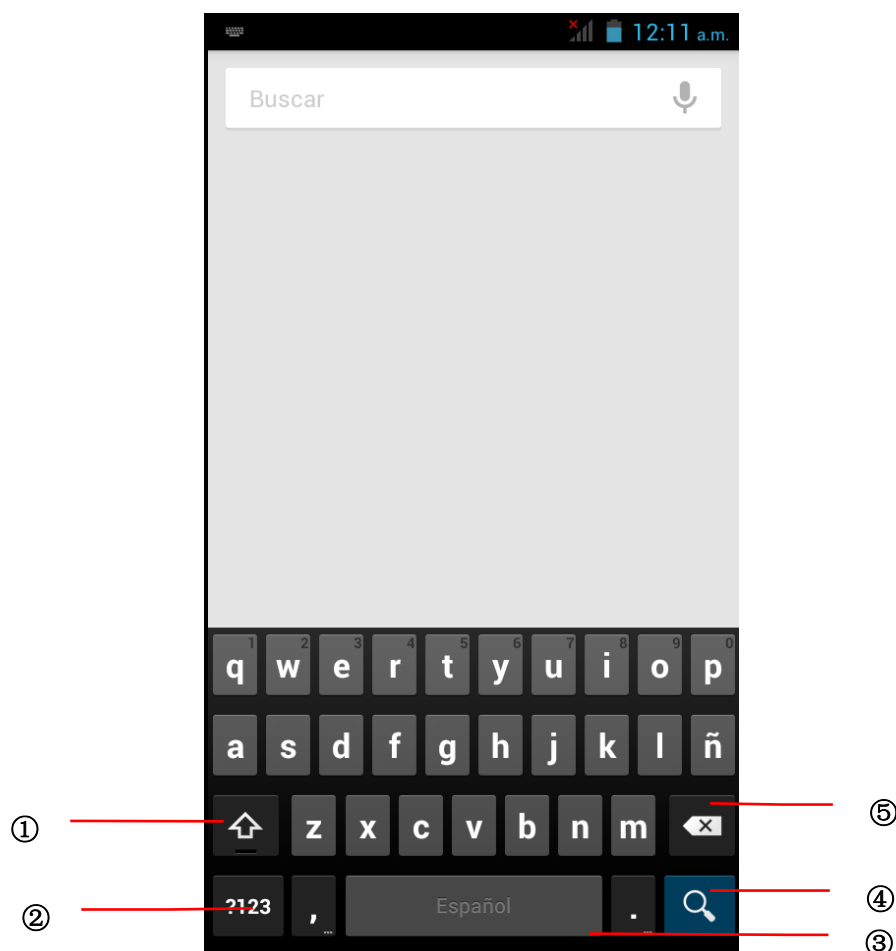 12:11 a.m.
Buscar
1 2 3 4 5 6 7 8 9 0
q w e r t y u i o p
a s d f g h j k l ñ
① z x c v b n m ⑤
② ?123 , ... Español . ... ④
③